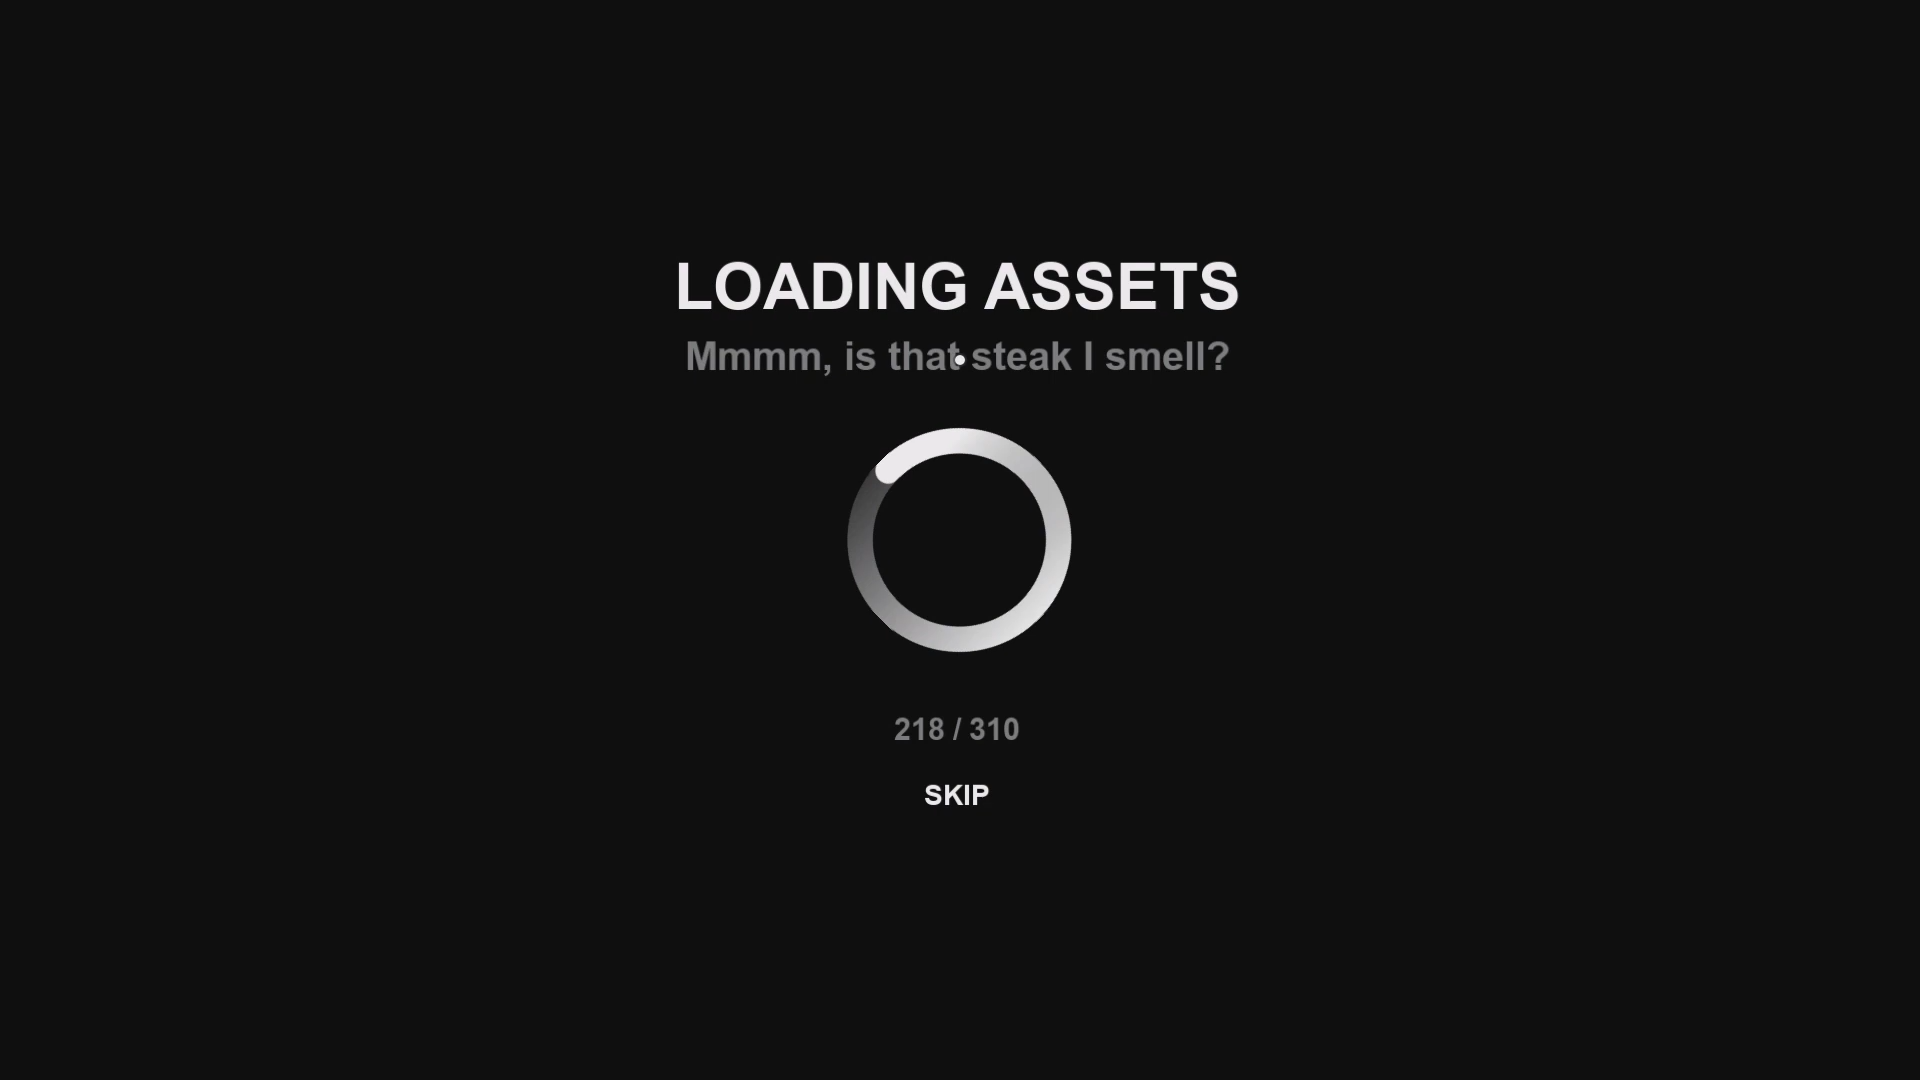 LOADING ASSETS
Mmmm, is that steak I smell?
218 / 310
SKIP